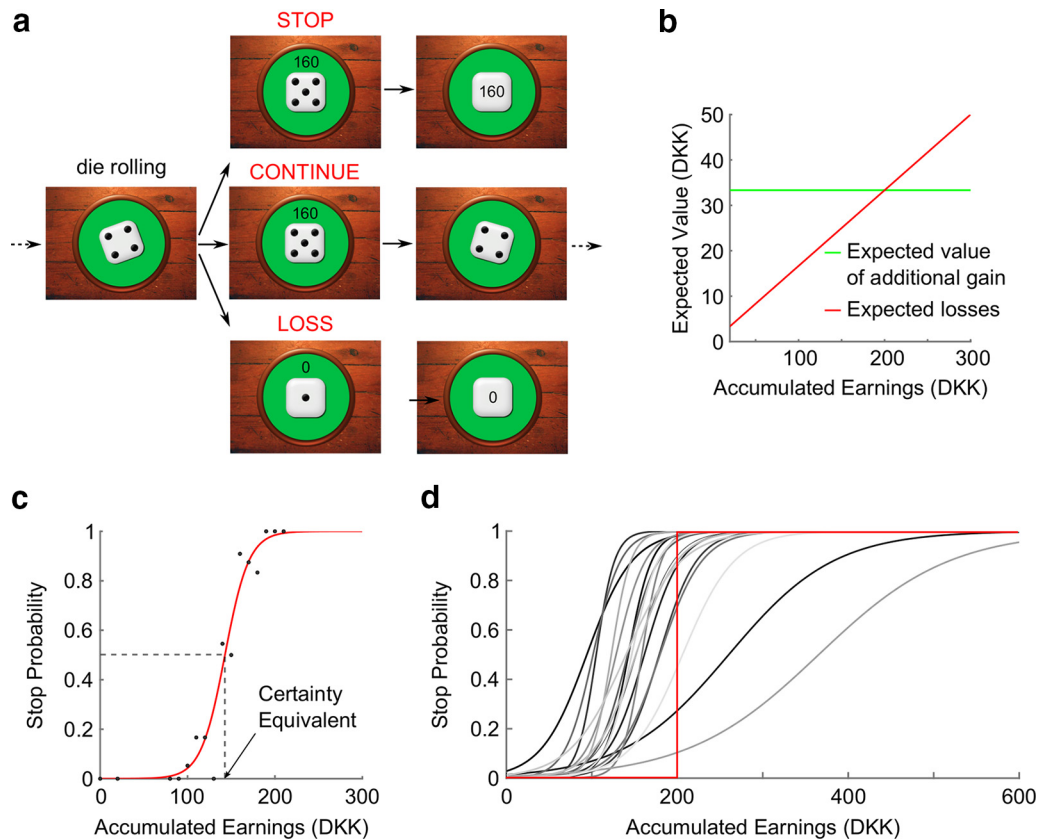 a
STOP
160
160
die rolling
CONTINUE
160
LOSS
0
0
b
Expected Value (DKK)
50
40
30
20
10
0
Expected value
of additional gain
Expected losses
100
200
300
Accumulated Earnings (DKK)
c
Stop Probability
1
0.8
0.6
0.4
0.2
0
Certainty
Equivalent
0
100
200
300
Accumulated Earnings (DKK)
d
Stop Probability
1
0.8
0.6
0.4
0.2
0
0
200
400
600
Accumulated Earnings (DKK)